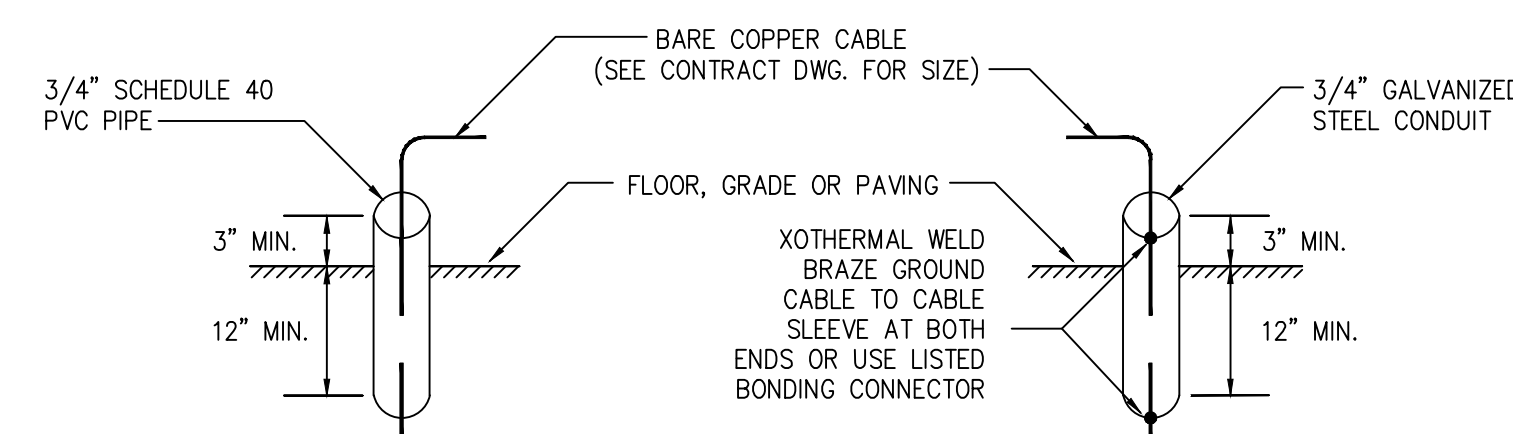 BARE COPPER CABLE
(SEE CONTRACT DWG. FOR SIZE)
3/4” SCHEDULE 40
PVC PIPE
3/4” GALVANIZED
STEEL CONDUIT
FLOOR, GRADE OR PAVING
3” MIN.
12” MIN.
XOTHERMAL WELD
BRAZE GROUND
CABLE TO CABLE
SLEEVE AT BOTH
ENDS OR USE LISTED
BONDING CONNECTOR
3” MIN.
12” MIN.